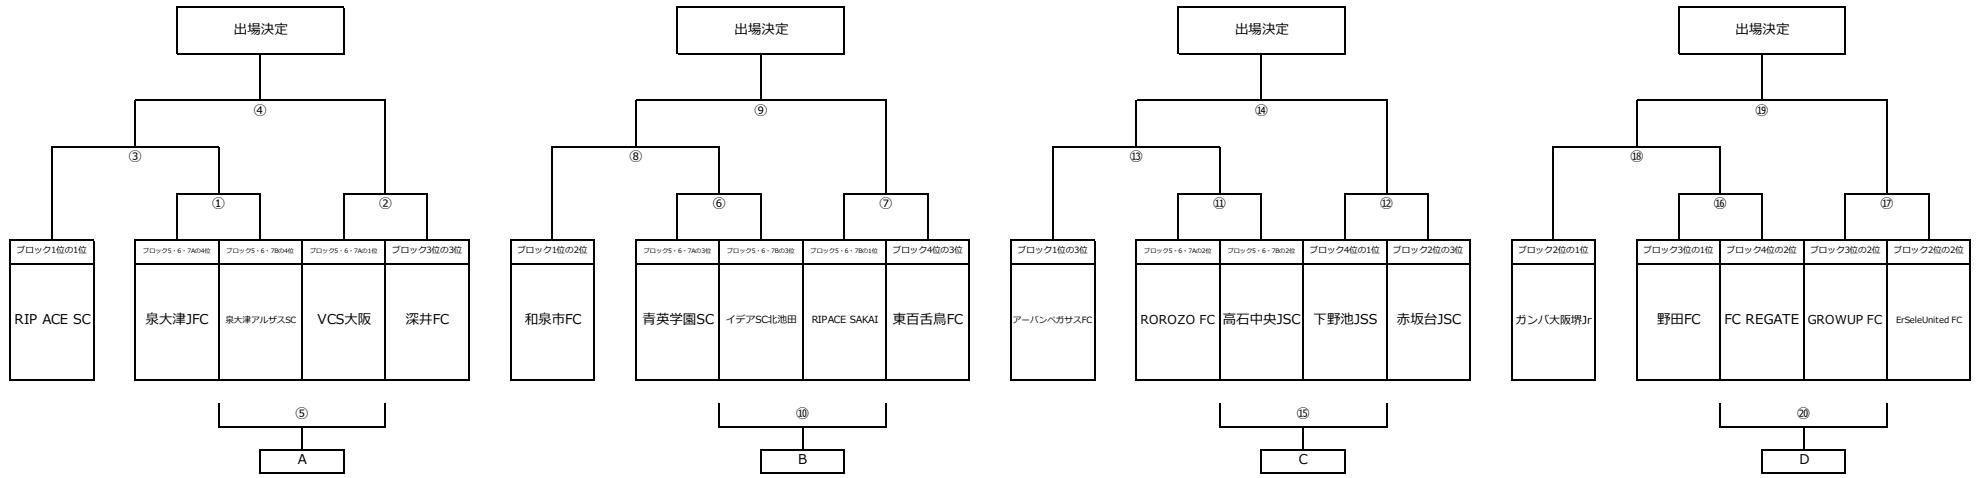 出場決定 出場決定 出場決定 出場決定
④ ⑨ ⑭ ⑲
③ ⑧ ⑬ ⑱
① ② ⑥ ⑦ ⑪ ⑫ ⑯ ⑰
ブロック1位の1位 ブロック5・6・7Aの4位 ブロック5・6・7Bの4位 ブロック5・6・7Aの1位 ブロック3位の3位 ブロック1位の2位 ブロック5・6・7Aの3位 ブロック5・6・7Bの3位 ブロック5・6・7Bの1位 ブロック4位の3位 ブロック1位の3位 ブロック5・6・7Aの2位 ブロック5・6・7Bの2位 ブロック4位の1位 ブロック2位の3位 ブロック2位の1位 ブロック3位の1位 ブロック4位の2位 ブロック3位の2位 ブロック2位の2位
RIP ACE SC 泉大津JFC 泉大津アルザスSC VCS大阪 深井FC 和泉市FC 青英学園SC イデアSC北池田 RIPACE SAKAI 東百舌鳥FC アーバンペガサスFC ROROZO FC 高石中央JSC 下野池JSS 赤坂台JSC ガンバ大阪堺Jr 野田FC FC REGATE GROWUP FC ErSeleUnited FC
⑤ ⑩ ⑮ ⑳
A B C D